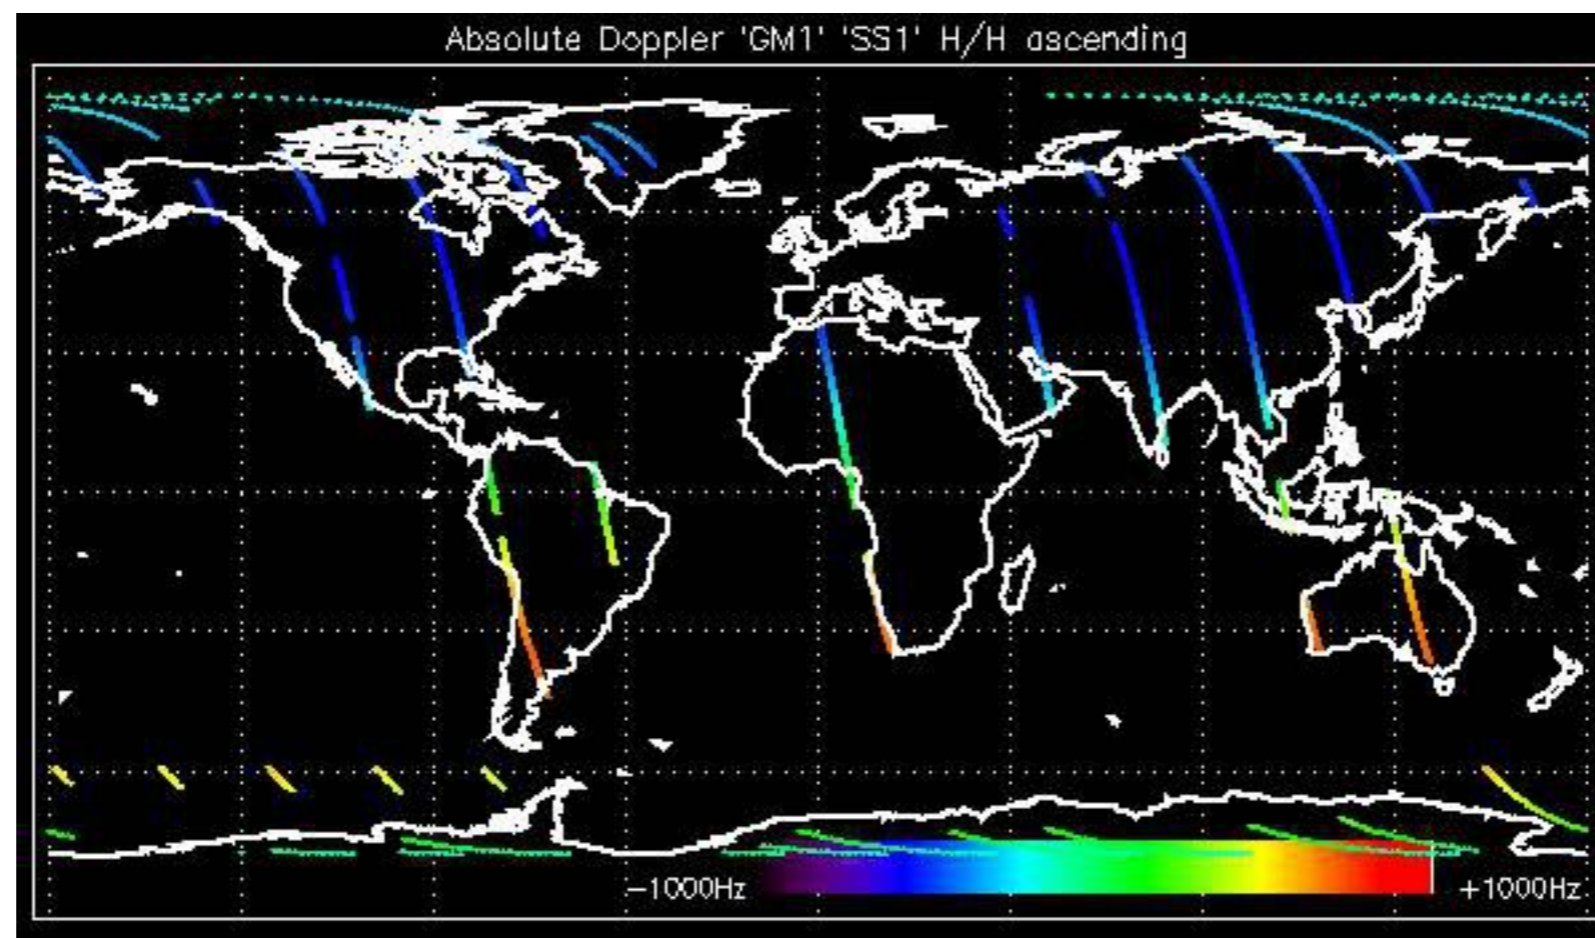 Absolute Doppler 'GM1' 'SS1' H/H ascending
-1000Hz
+1000Hz